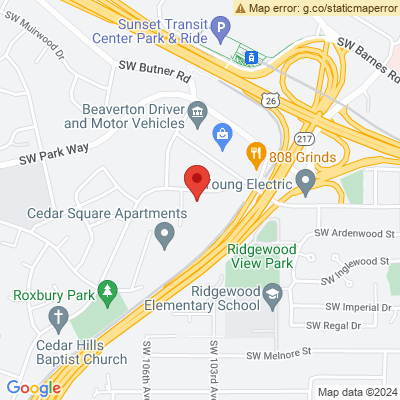 Map error: g.co/staticmaperror
Sunset Transit
Center Park & Ride
SW Muirwood Dr
SW Barnes Rd
SW Butner Rd
26
Beaverton Driver
and Motor Vehicles
217
SW Park Way
808 Grinds
Young Electric
Cedar Square Apartments
SW Ardenwood St
Ridgewood
View Park
SW Inglewood St
Roxbury Park
Ridgewood
Elementary School
SW Imperial Dr
SW Regal Dr
Cedar Hills
Baptist Church
SW 106th Ave
SW 103rd Ave
SW Melnore St
Google
Map data ©2024